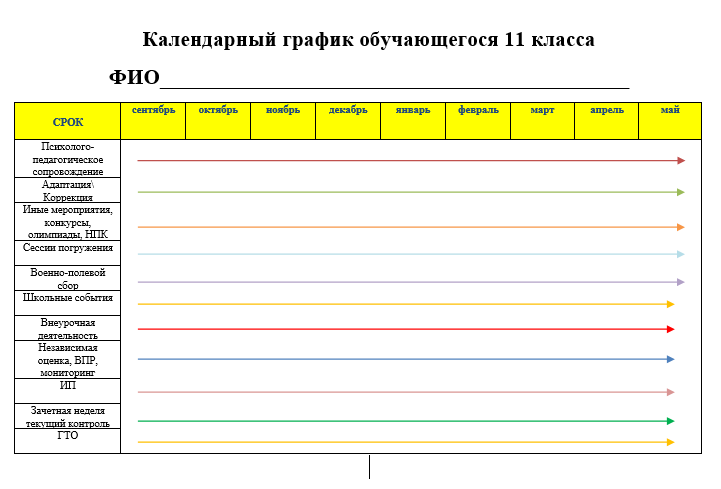 Календарный график обучающегося 11 класса
ФИО___________________________________________
СРОК
сентябрь октябрь ноябрь декабрь январь февраль март апрель май
Психолого-
педагогическое
сопровождение
Адаптация\
Коррекция
Иные мероприятия,
конкурсы,
олимпиады, НПК
Сессии погружения
Военно-полевой
сбор
Школьные события
Внеурочная
деятельность
Независимая
оценка, ВПР,
мониторинг
ИП
Зачетная неделя
текущий контроль
ГТО